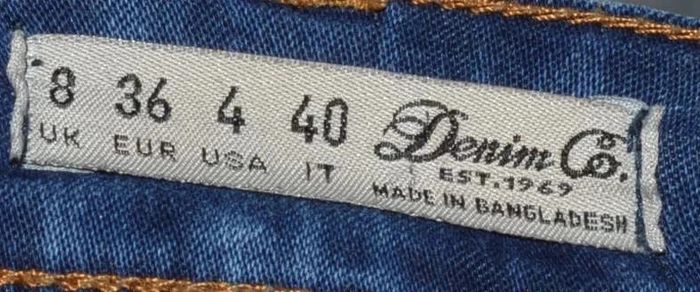 8 36 4 40
UK EUR USA IT
Denim Co.
EST.1969
MADE IN BANGLADESH